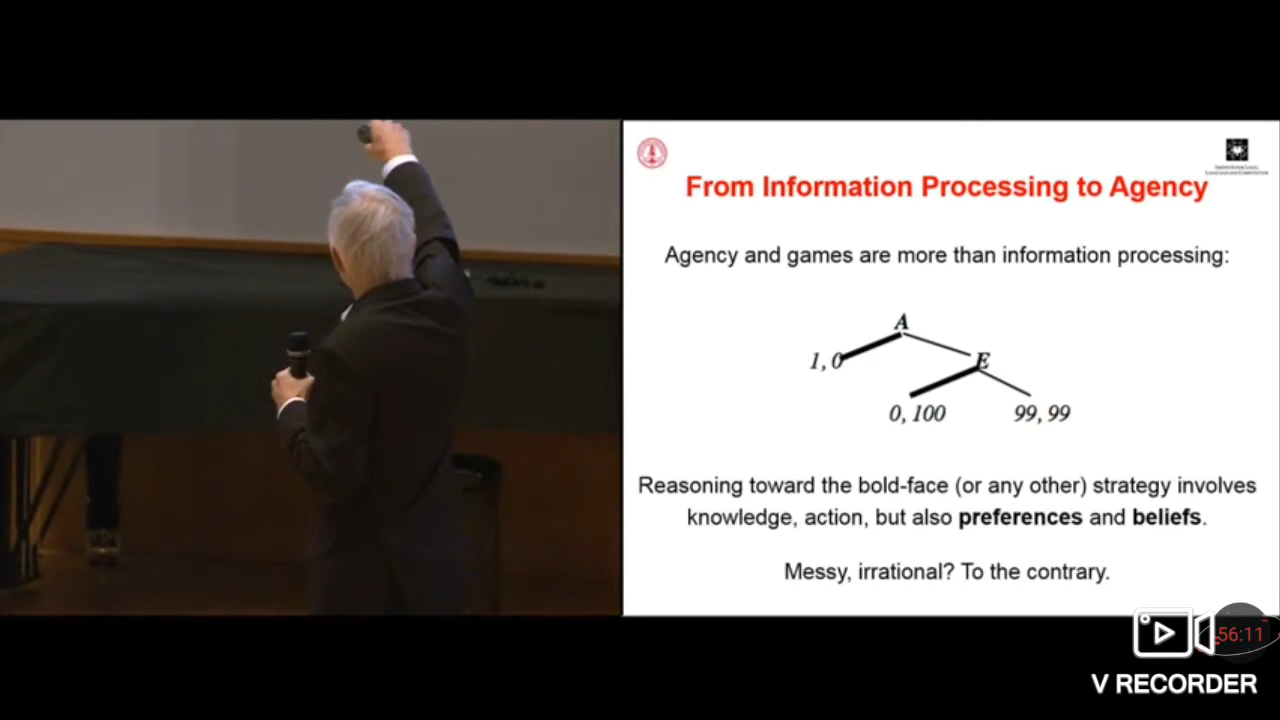 From Information Processing to Agency
Agency and games are more than information processing:
A
1, 0
E
0, 100
99, 99
Reasoning toward the bold-face (or any other) strategy involves
knowledge, action, but also preferences and beliefs.
Messy, irrational? To the contrary.
56:11
V RECORDER